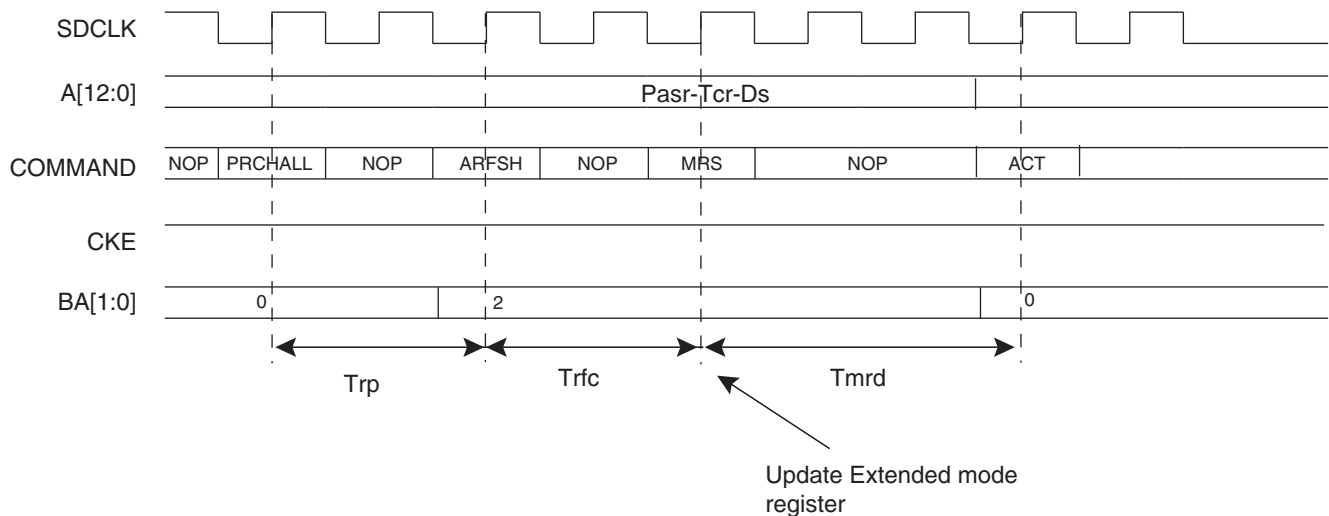 SDCLK
A[12:0]
Pasr-Tcr-Ds
COMMAND
NOP PRCHALL NOP ARFSH NOP MRS NOP ACT
CKE
BA[1:0]
0 2 0
Trp Trfc Tmrd
Update Extended mode
register